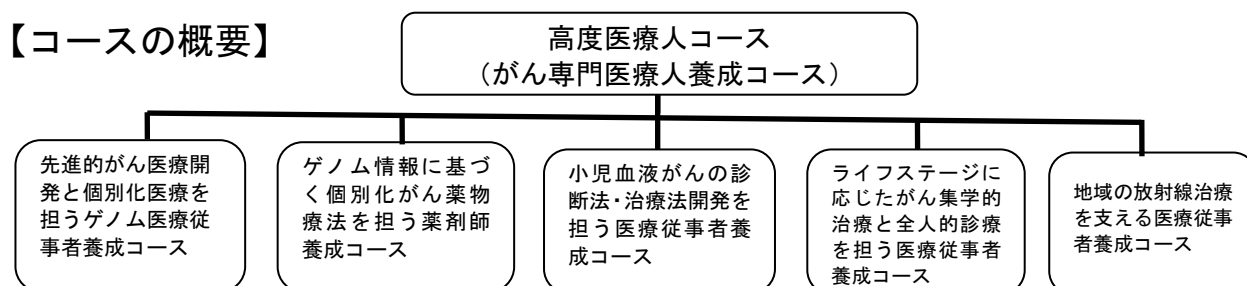 【コースの概要】
高度医療人コース
（がん専門医療人養成コース）
先進的がん医療開
発と個別化医療を
担うゲノム医療従
事者養成コース
ゲノム情報に基づ
く個別化がん薬物
療法を担う薬剤師
養成コース
小児血液がんの診
断法・治療法開発を
担う医療従事者養
成コース
ライフステージに
応じたがん集学的
治療と全人的診療
を担う医療従事者
養成コース
地域の放射線治療
を支える医療従事
者養成コース